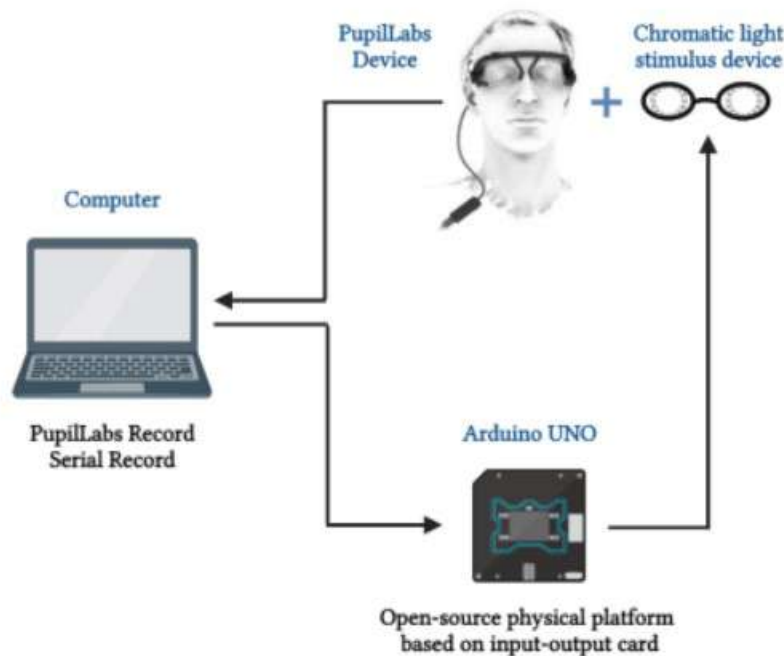 PupilLabs
Device
Chromatic light
stimulus device
Computer
PupilLabs Record
Serial Record
Arduino UNO
Open-source physical platform
based on input-output card